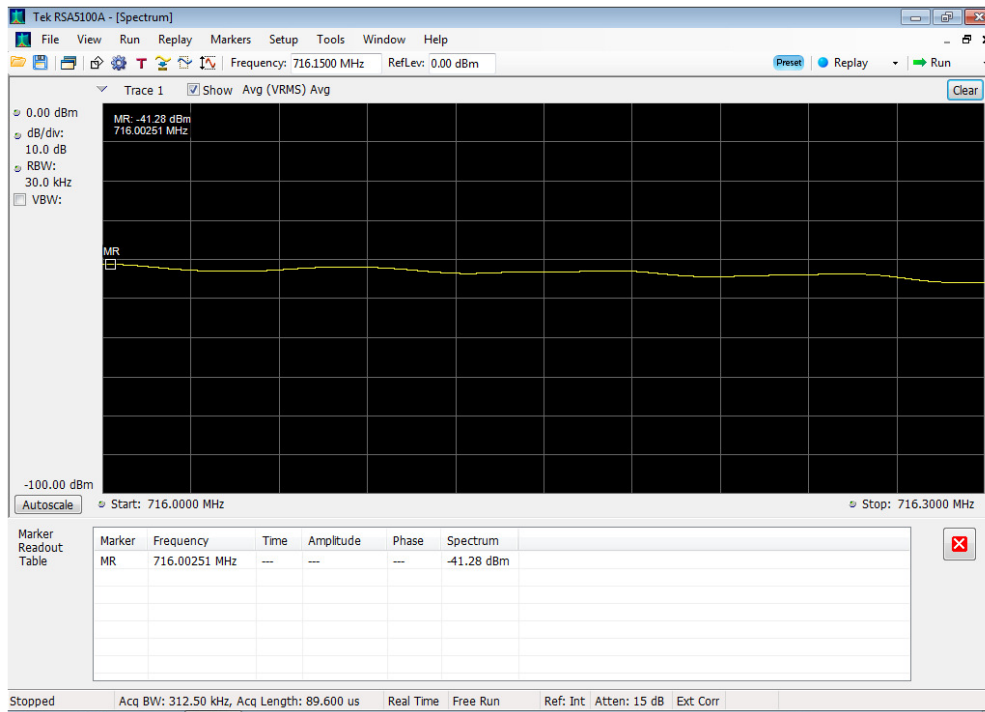 Tek RSA5100A - [Spectrum]
File View Run Replay Markers Setup Tools Window Help
T Frequency: 716.1500 MHz RefLev: 0.00 dBm Preset Replay Run
Trace 1 Show Avg (VRMS) Avg Clear
0.00 dBm
dB/div:
10.0 dB
RBW:
30.0 kHz
VBW:
MR: -41.28 dBm
716.00251 MHz
MR
-100.00 dBm
Autoscale Start: 716.0000 MHz Stop: 716.3000 MHz
Marker
Readout
Table
Marker Frequency Time Amplitude Phase Spectrum
MR 716.00251 MHz --- --- --- -41.28 dBm
Stopped Acq BW: 312.50 kHz, Acq Length: 89.600 us Real Time Free Run Ref: Int Atten: 15 dB Ext Corr